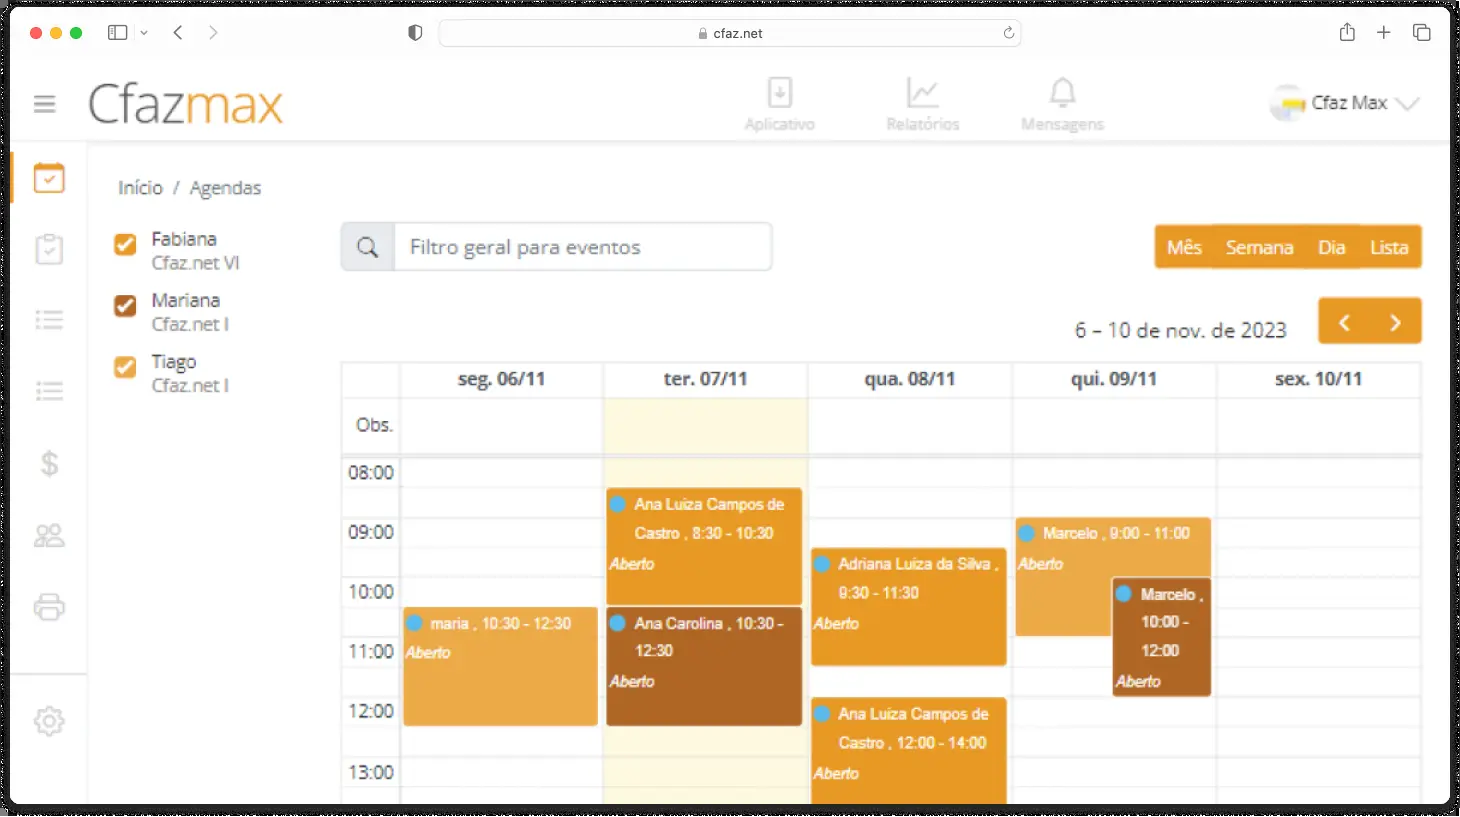 cfaz.net
Cfazmax
Aplicativo
Relatórios
Mensagens
Cfaz Max
Início / Agendas
Fabiana
Cfaz.net VI
Mariana
Cfaz.net I
Tiago
Cfaz.net I
Filtro geral para eventos
Mês Semana Dia Lista
6 – 10 de nov. de 2023
seg. 06/11
ter. 07/11
qua. 08/11
qui. 09/11
sex. 10/11
Obs.
08:00
09:00
10:00
11:00
12:00
13:00
maria , 10:30 - 12:30
Aberto
Ana Luiza Campos de
Castro , 8:30 - 10:30
Aberto
Ana Carolina , 10:30 -
12:30
Aberto
Adriana Luiza da Silva ,
9:30 - 11:30
Aberto
Ana Luiza Campos de
Castro , 12:00 - 14:00
Aberto
Marcelo , 9:00 - 11:00
Aberto
Marcelo ,
10:00 -
12:00
Aberto